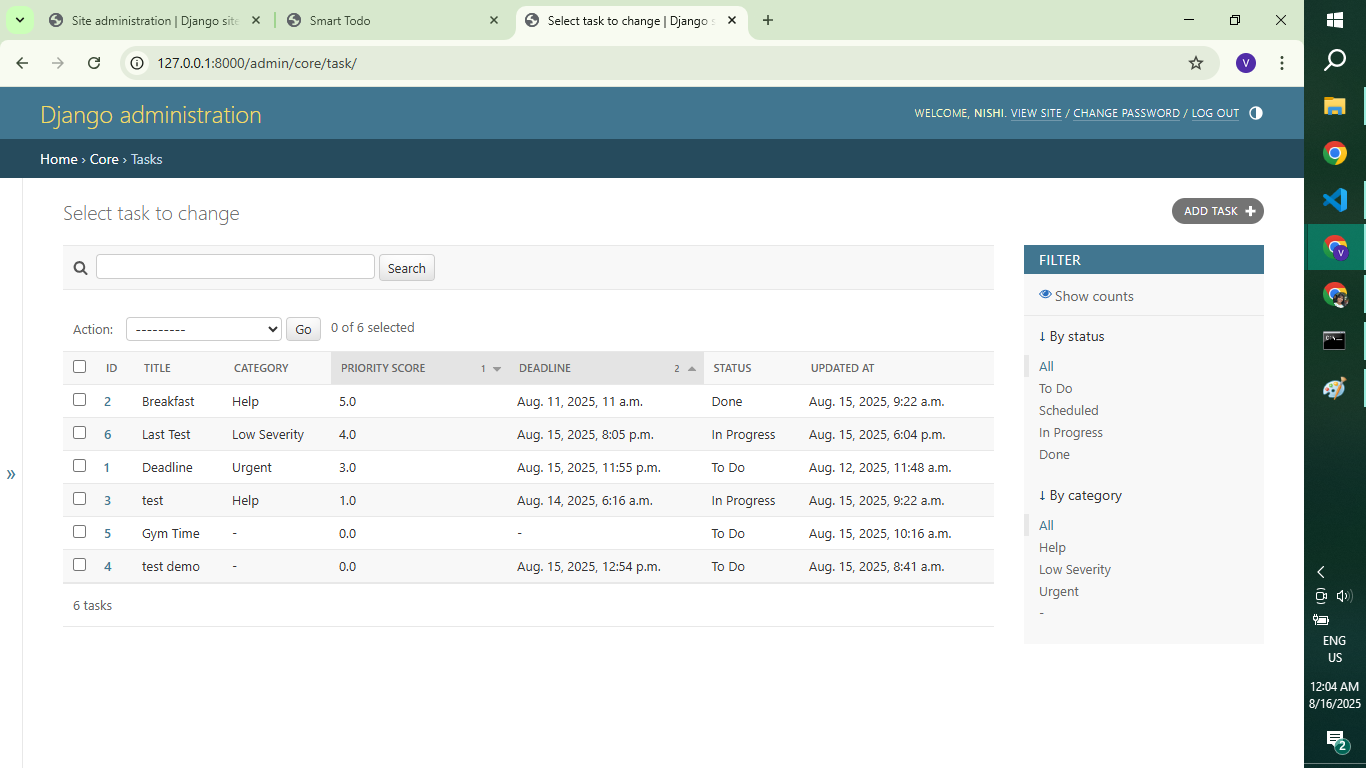 Site administration | Django site
Smart Todo
Select task to change | Django s
127.0.0.1:8000/admin/core/task/
V
Django administration
WELCOME, NISHI. VIEW SITE / CHANGE PASSWORD / LOG OUT
Home › Core › Tasks
Select task to change
ADD TASK
Search
FILTER
Show counts
Action: --------- Go 0 of 6 selected
ID TITLE CATEGORY PRIORITY SCORE 1 DEADLINE 2 STATUS UPDATED AT
2 Breakfast Help 5.0 Aug. 11, 2025, 11 a.m. Done Aug. 15, 2025, 9:22 a.m.
6 Last Test Low Severity 4.0 Aug. 15, 2025, 8:05 p.m. In Progress Aug. 15, 2025, 6:04 p.m.
1 Deadline Urgent 3.0 Aug. 15, 2025, 11:55 p.m. To Do Aug. 12, 2025, 11:48 a.m.
3 test Help 1.0 Aug. 14, 2025, 6:16 a.m. In Progress Aug. 15, 2025, 9:22 a.m.
5 Gym Time - 0.0 - To Do Aug. 15, 2025, 10:16 a.m.
4 test demo - 0.0 Aug. 15, 2025, 12:54 p.m. To Do Aug. 15, 2025, 8:41 a.m.
6 tasks
↓ By status
All
To Do
Scheduled
In Progress
Done
↓ By category
All
Help
Low Severity
Urgent
-
»
V
ENG
US
12:04 AM
8/16/2025
2